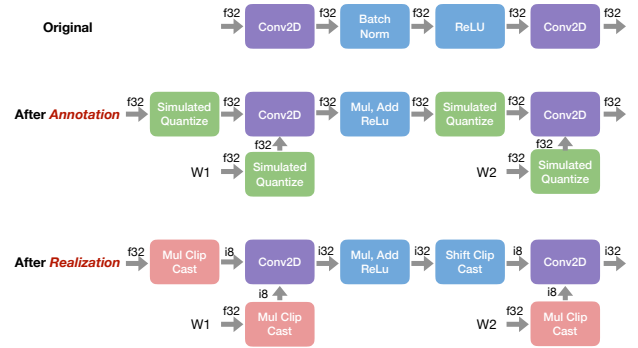 f32 f32 f32 f32 f32
Original Conv2D Batch Norm ReLU Conv2D
f32 f32 f32 f32 f32 f32
After Annotation Simulated Quantize Conv2D Mul, Add ReLu Simulated Quantize Conv2D
f32 f32
f32 f32
W1 Simulated Quantize W2 Simulated Quantize
f32 i8 i32 i32 i8 i32
After Realization Mul Clip Cast Conv2D Mul, Add ReLu Shift Clip Cast Conv2D
i8 i8
f32 f32
W1 Mul Clip Cast W2 Mul Clip Cast